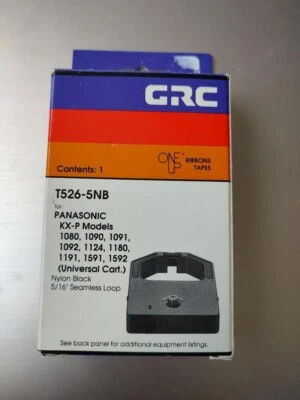 GRC
Contents: 1
ONE
RIBBONS
TAPES
T526-5NB
for
PANASONIC
KX-P Models
1080, 1090, 1091,
1092, 1124, 1180,
1191, 1591, 1592
(Universal Cart.)
Nylon Black
5/16" Seamless Loop
See back panel for additional equipment listings.